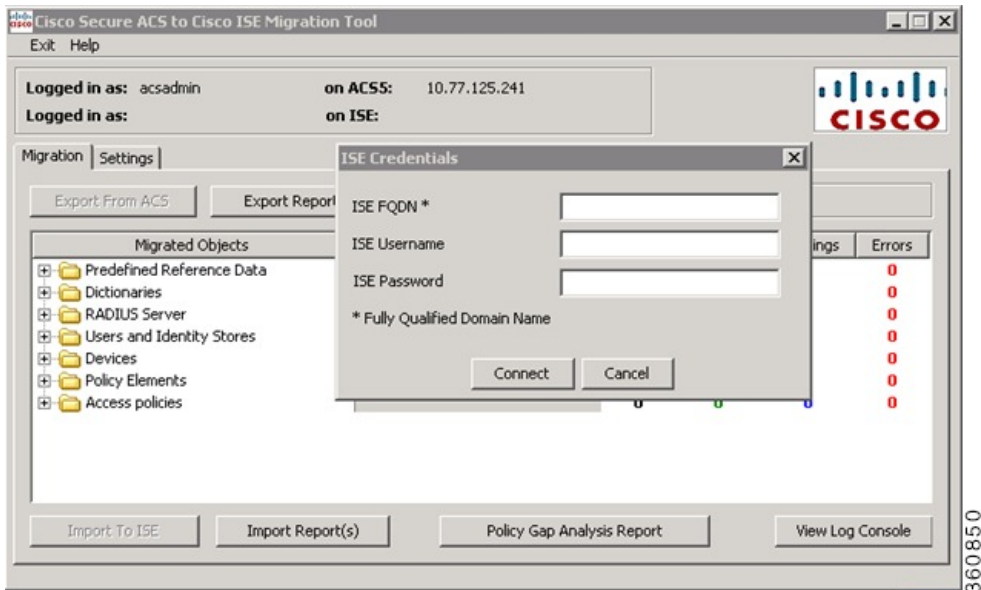 Cisco Secure ACS to Cisco ISE Migration Tool
Exit Help
Logged in as: acsadmin on ACS5: 10.77.125.241
Logged in as: on ISE:
CISCO
Migration Settings
ISE Credentials
Export From ACS Export Report
ISE FQDN *
ISE Username
ISE Password
* Fully Qualified Domain Name
Connect Cancel
Migrated Objects ings Errors
Predefined Reference Data 0
Dictionaries 0
RADIUS Server 0
Users and Identity Stores 0
Devices 0
Policy Elements 0
Access policies 0 0 0 0
Import To ISE Import Report(s) Policy Gap Analysis Report View Log Console
360850